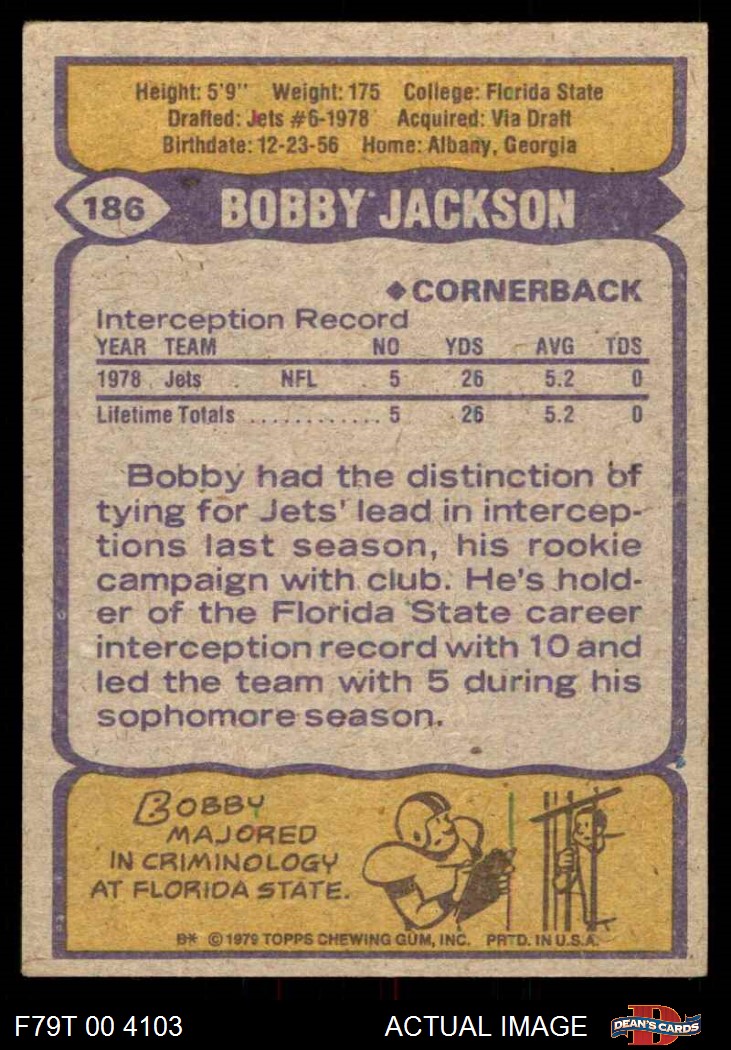 Height: 5'9" Weight: 175 College: Florida State
Drafted: Jets #6-1978 Acquired: Via Draft
Birthdate: 12-23-56 Home: Albany, Georgia
186 BOBBY JACKSON
◆CORNERBACK
Interception Record
YEAR TEAM NO YDS AVG TDS
1978 Jets NFL 5 26 5.2 0
Lifetime Totals ............ 5 26 5.2 0
Bobby had the distinction of
tying for Jets' lead in intercep-
tions last season, his rookie
campaign with club. He's hold-
er of the Florida State career
interception record with 10 and
led the team with 5 during his
sophomore season.
BOBBY
MAJORED
IN CRIMINOLOGY
AT FLORIDA STATE.
B* ©1979 TOPPS CHEWING GUM, INC. PRTD. IN U.S.A.
F79T 00 4103 ACTUAL IMAGE D DEAN'S CARDS